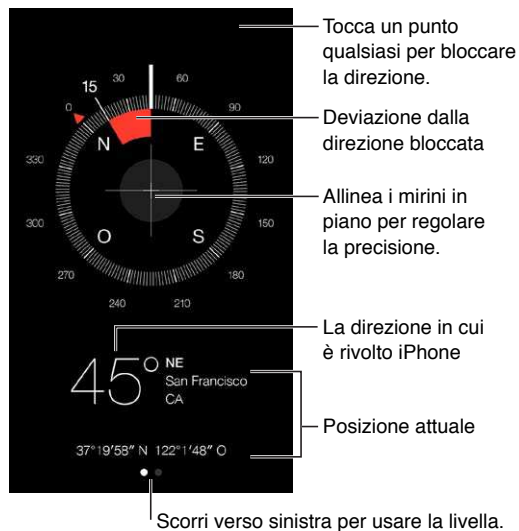 Tocca un punto
qualsiasi per bloccare
la direzione.
15
30
60
0
90
Deviazione dalla
direzione bloccata
N
E
330
120
Allinea i mirini in
piano per regolare
la precisione.
300
150
O
S
270
180
240
210
La direzione in cui
è rivolto iPhone
45°
NE
San Francisco
CA
Posizione attuale
37°19'58" N 122°1'48" O
Scorri verso sinistra per usare la livella.